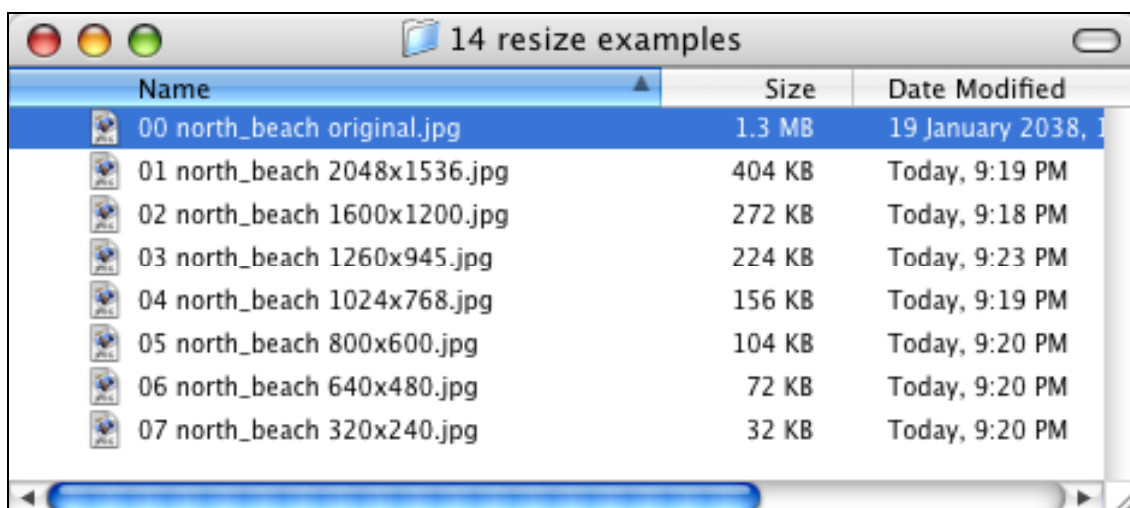 14 resize examples
Name Size Date Modified
00 north_beach original.jpg 1.3 MB 19 January 2038, 1
01 north_beach 2048x1536.jpg 404 KB Today, 9:19 PM
02 north_beach 1600x1200.jpg 272 KB Today, 9:18 PM
03 north_beach 1260x945.jpg 224 KB Today, 9:23 PM
04 north_beach 1024x768.jpg 156 KB Today, 9:19 PM
05 north_beach 800x600.jpg 104 KB Today, 9:20 PM
06 north_beach 640x480.jpg 72 KB Today, 9:20 PM
07 north_beach 320x240.jpg 32 KB Today, 9:20 PM